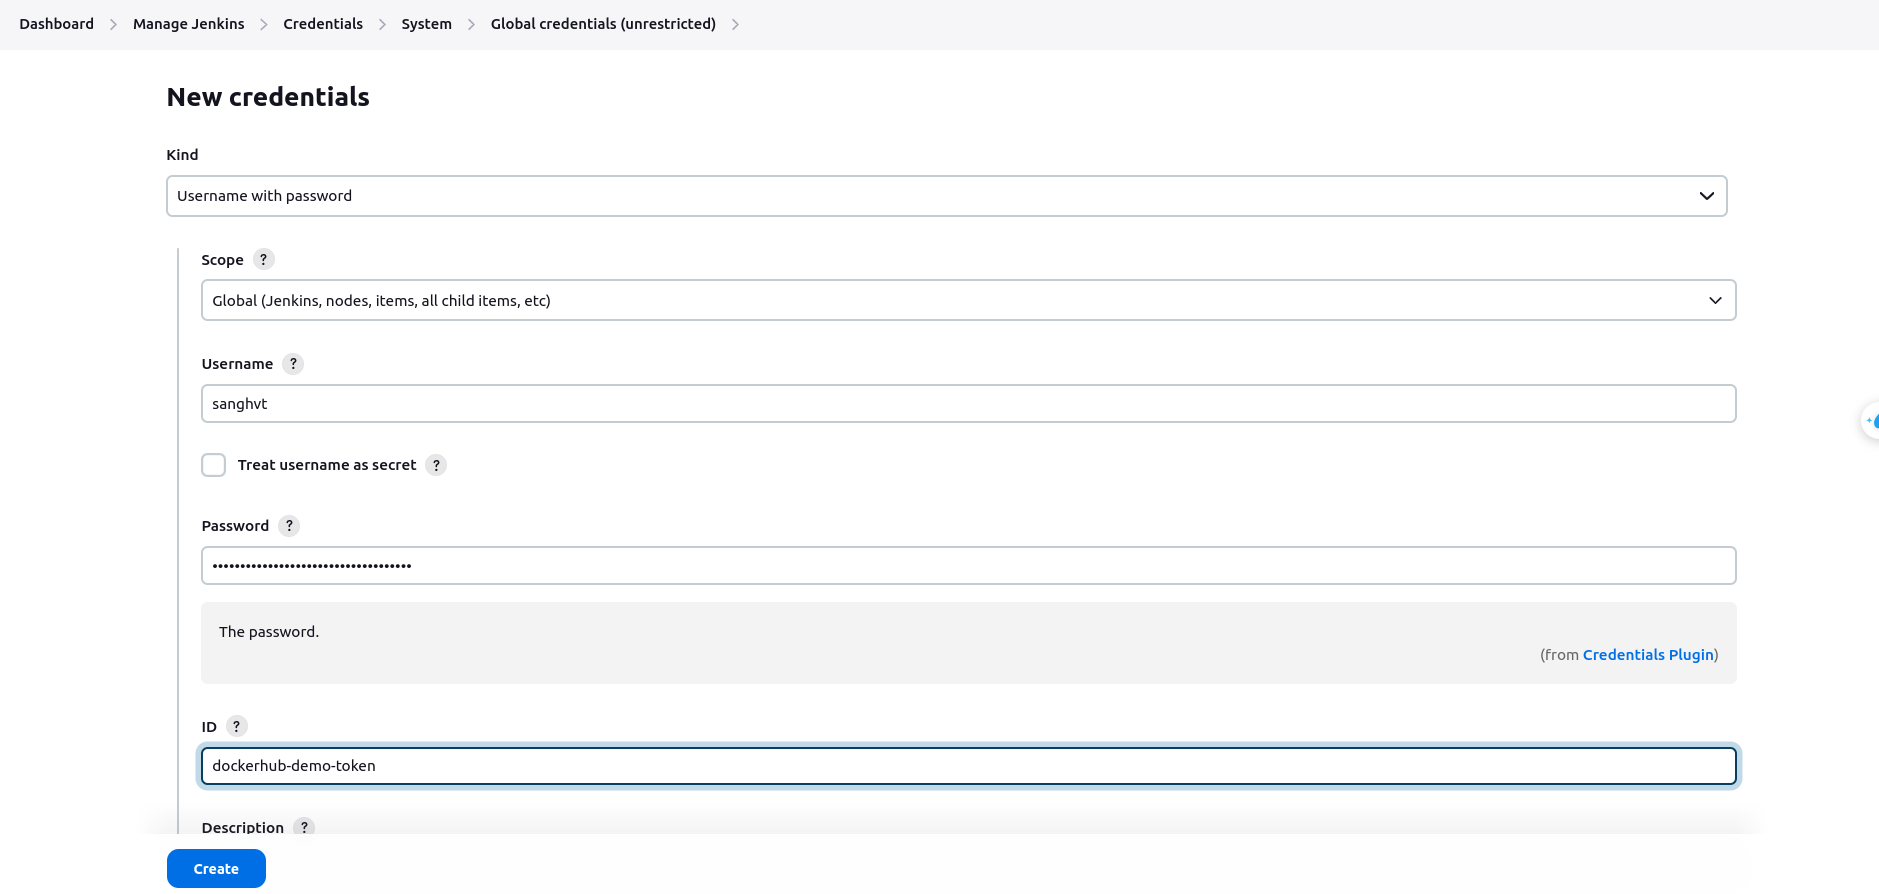 Dashboard > Manage Jenkins > Credentials > System > Global credentials (unrestricted) >
New credentials
Kind
Username with password
Scope ?
Global (Jenkins, nodes, items, all child items, etc)
Username ?
sanghvt
Treat username as secret ?
Password ?
••••••••••••••••••••••••••••••••••••
The password.
(from Credentials Plugin)
ID ?
dockerhub-demo-token
Description ?
Create